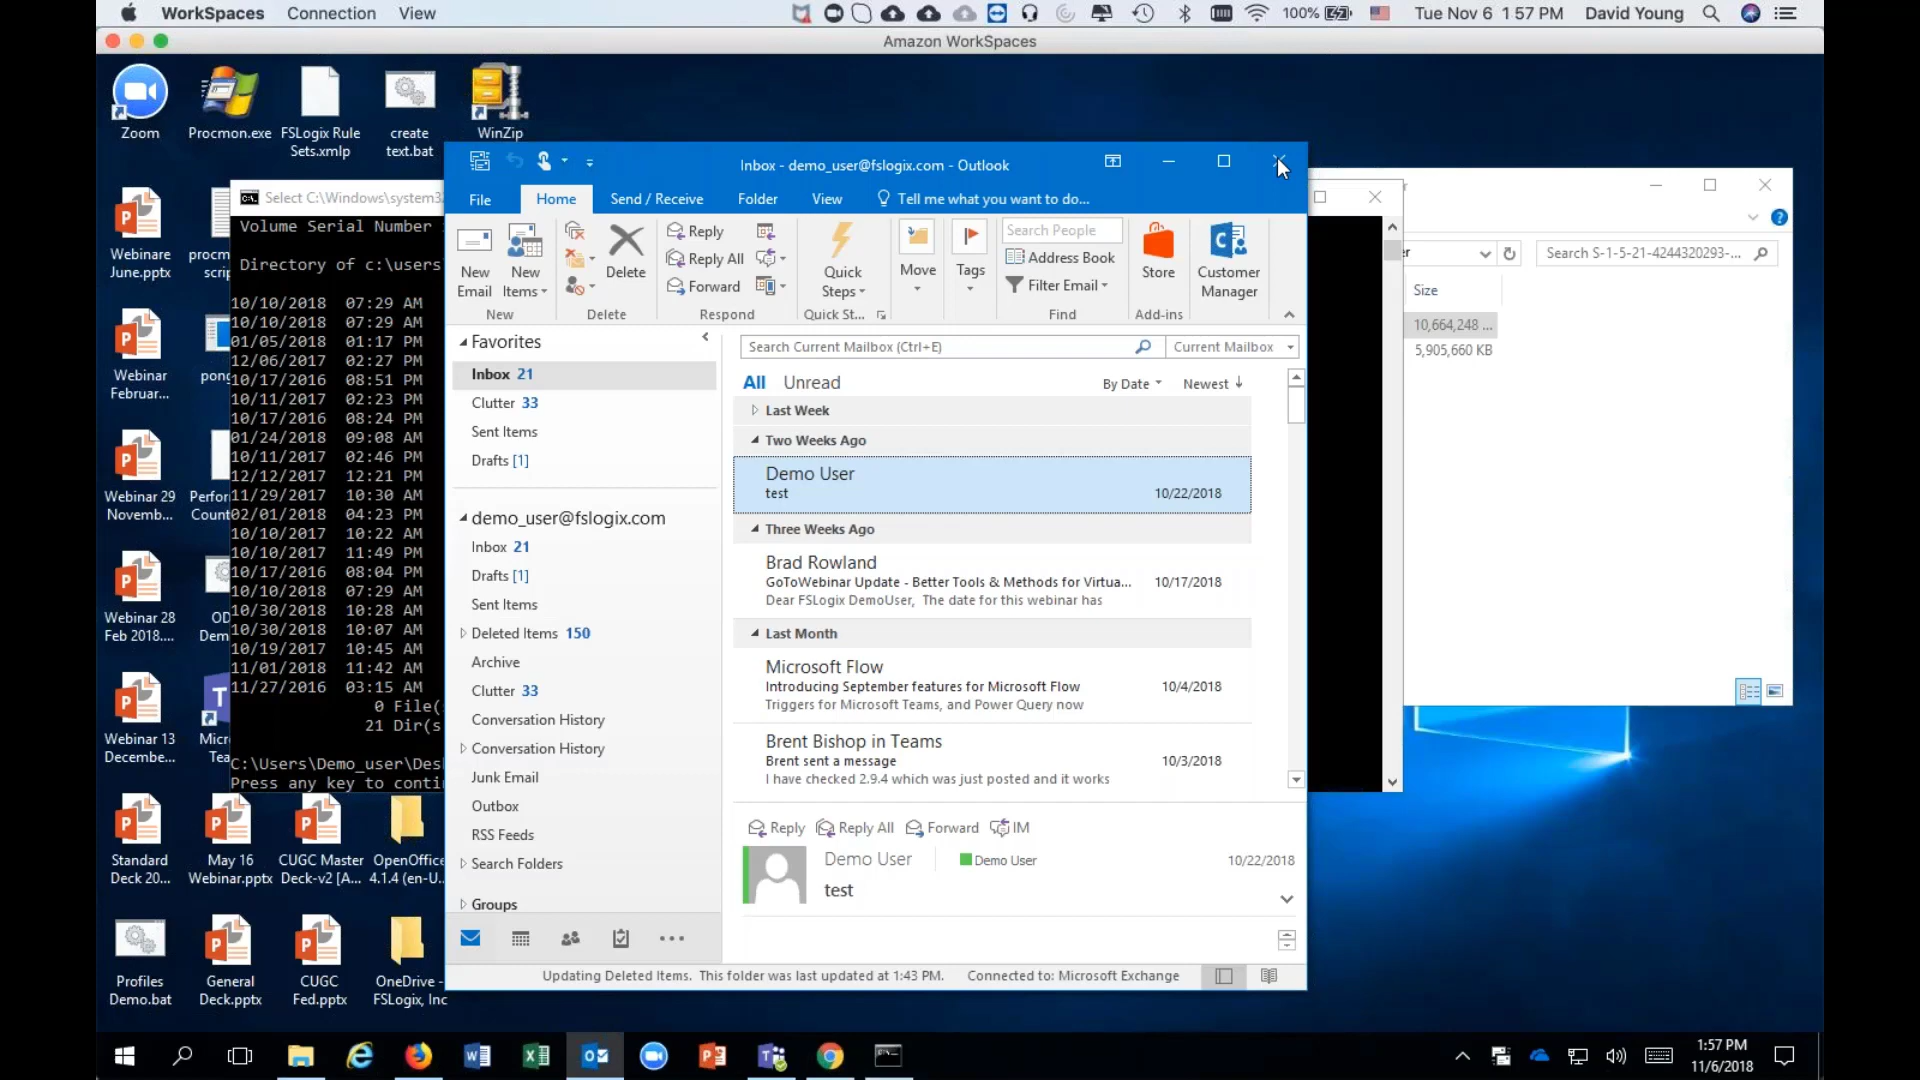 WorkSpaces Connection View
100% Tue Nov 6 1:57 PM David Young
Amazon WorkSpaces
Zoom
Procmon.exe
FSLogix Rule
Sets.xmlp
create
text.bat
WinZip
Webinare
June.pptx
procm
scrip
Webinar
Februar...
pong
Webinar 29
Novemb...
Perfor
Count
Webinar 28
Feb 2018....
OD
Dem
Webinar 13
Decembe...
Micr
Tea
Standard
Deck 20...
May 16
Webinar.pptx
CUGC Master
Deck-v2 [A...
OpenOffice
4.1.4 (en-U...
Profiles
Demo.bat
General
Deck.pptx
CUGC
Fed.pptx
OneDrive -
FSLogix, Inc
Select C:\Windows\system3
Volume Serial Number
Directory of c:\users
10/10/2018 07:29 AM
10/10/2018 07:29 AM
01/05/2018 01:17 PM
12/06/2017 02:27 PM
10/17/2016 08:51 PM
10/11/2017 02:23 PM
10/17/2016 08:24 PM
01/24/2018 09:08 AM
10/11/2017 02:46 PM
12/12/2017 12:21 PM
11/29/2017 10:30 AM
02/01/2018 04:23 PM
10/10/2017 10:22 AM
10/10/2017 11:49 PM
10/17/2016 08:04 PM
10/10/2018 07:29 AM
10/30/2018 10:28 AM
10/30/2018 10:07 AM
10/19/2017 10:45 AM
11/01/2018 11:42 AM
11/27/2016 03:15 AM
0 File(
21 Dir(s
C:\Users\Demo_user\Des
Press any key to conti
Inbox - demo_user@fslogix.com - Outlook
File Home Send / Receive Folder View Tell me what you want to do...
New
Email
New
Items
New
Delete
Delete
Reply
Reply All
Forward
Respond
Quick
Steps
Quick St...
Move
Tags
Search People
Address Book
Filter Email
Find
Store
Add-ins
Customer
Manager
Favorites
Inbox 21
Clutter 33
Sent Items
Drafts [1]
demo_user@fslogix.com
Inbox 21
Drafts [1]
Sent Items
Deleted Items 150
Archive
Clutter 33
Conversation History
Conversation History
Junk Email
Outbox
RSS Feeds
Search Folders
Groups
Search Current Mailbox (Ctrl+E) Current Mailbox
All Unread By Date Newest
Last Week
Two Weeks Ago
Demo User
test 10/22/2018
Three Weeks Ago
Brad Rowland
GoToWebinar Update - Better Tools & Methods for Virtua... 10/17/2018
Dear FSLogix DemoUser, The date for this webinar has
Last Month
Microsoft Flow
Introducing September features for Microsoft Flow 10/4/2018
Triggers for Microsoft Teams, and Power Query now
Brent Bishop in Teams
Brent sent a message 10/3/2018
I have checked 2.9.4 which was just posted and it works
Reply Reply All Forward IM
Demo User Demo User 10/22/2018
test
Updating Deleted Items. This folder was last updated at 1:43 PM. Connected to: Microsoft Exchange
r
er
Search S-1-5-21-4244320293-...
Size
10,664,248 ...
5,905,660 KB
1:57 PM
11/6/2018